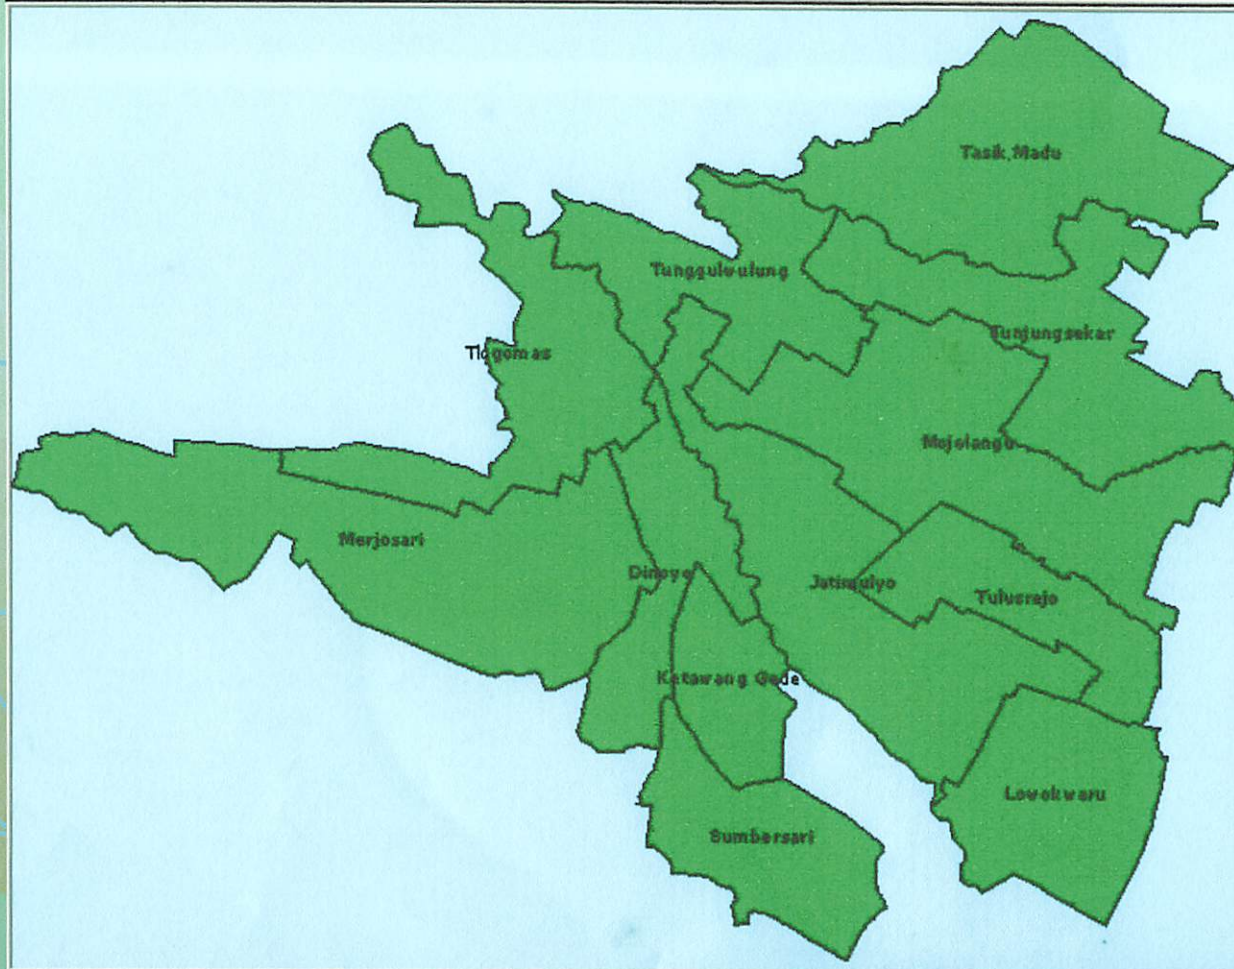 Tasik Madu
Tunggulwulung
Tunjungsekar
Tlogomas
Mojolangu
Merjosari
Dinoyo
Jatimulyo
Tulusrejo
Ketawang Gede
Lowokwaru
Sumbersari